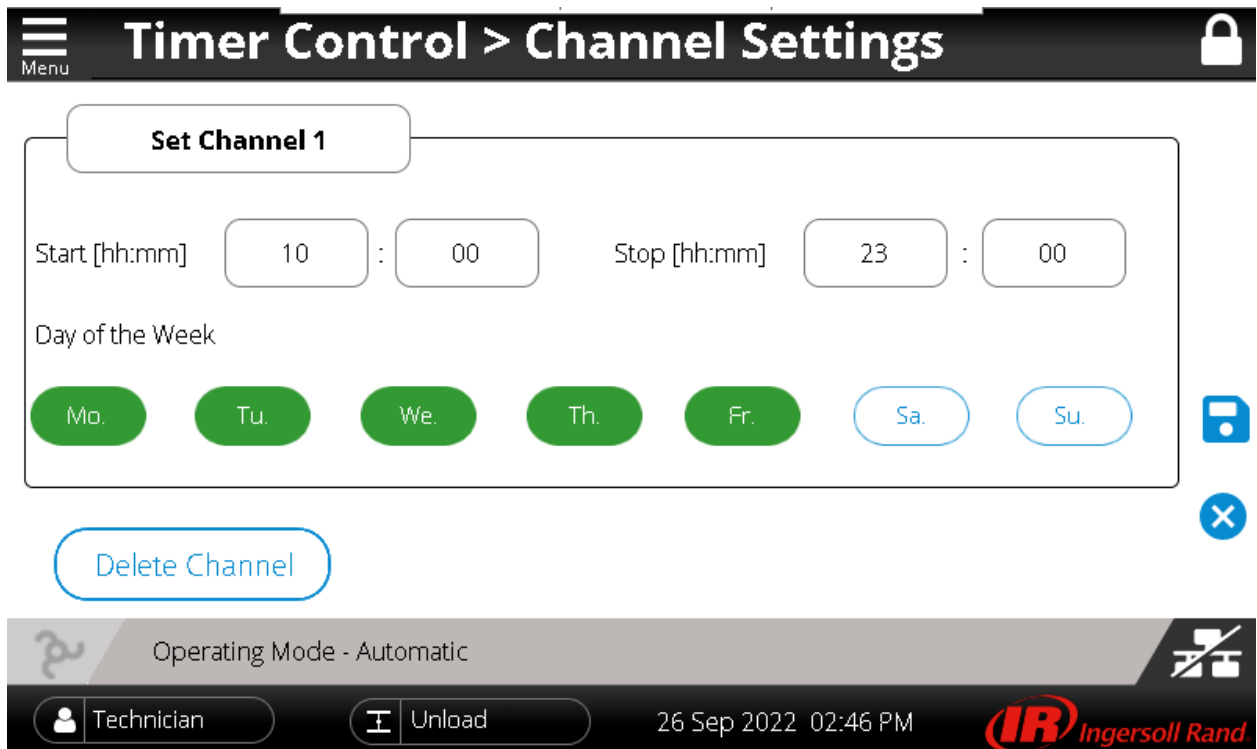 Timer Control > Channel Settings
Menu
Set Channel 1
Start [hh:mm] 10 : 00 Stop [hh:mm] 23 : 00
Day of the Week
Mo. Tu. We. Th. Fr. Sa. Su.
Delete Channel
Operating Mode - Automatic
Technician Unload 26 Sep 2022 02:46 PM IR Ingersoll Rand